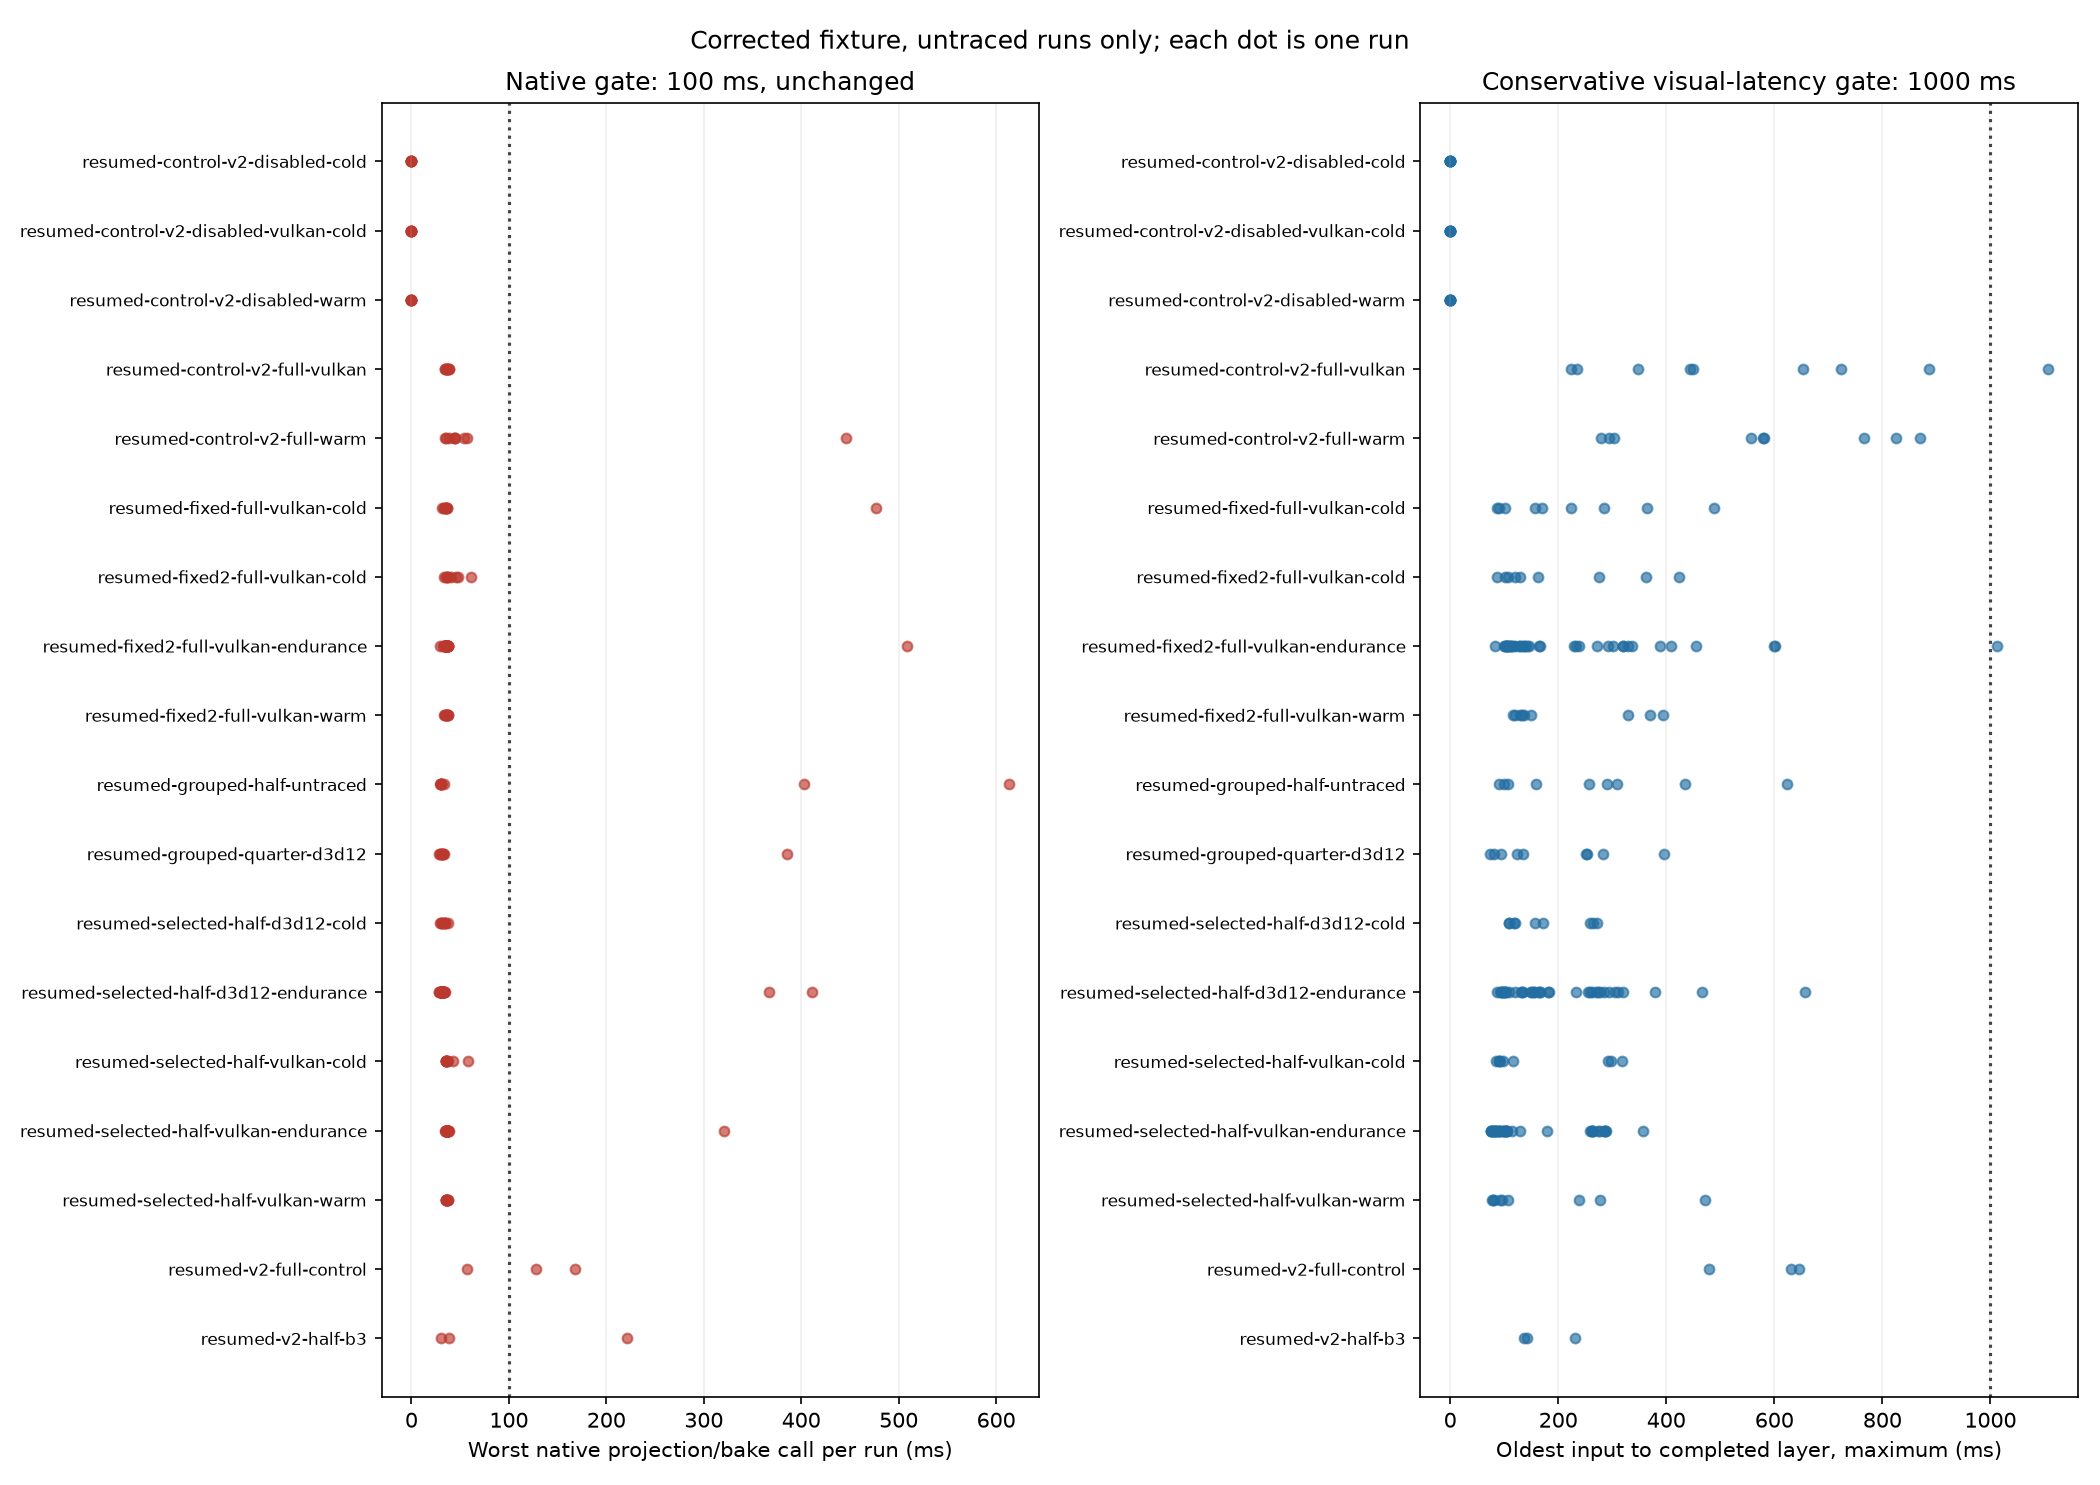 Corrected fixture, untraced runs only; each dot is one run
Native gate: 100 ms, unchanged
resumed-control-v2-disabled-cold
resumed-control-v2-disabled-vulkan-cold
resumed-control-v2-disabled-warm
resumed-control-v2-full-vulkan
resumed-control-v2-full-warm
resumed-fixed-full-vulkan-cold
resumed-fixed2-full-vulkan-cold
resumed-fixed2-full-vulkan-endurance
resumed-fixed2-full-vulkan-warm
resumed-grouped-half-untraced
resumed-grouped-quarter-d3d12
resumed-selected-half-d3d12-cold
resumed-selected-half-d3d12-endurance
resumed-selected-half-vulkan-cold
resumed-selected-half-vulkan-endurance
resumed-selected-half-vulkan-warm
resumed-v2-full-control
resumed-v2-half-b3
0 100 200 300 400 500 600
Worst native projection/bake call per run (ms)
Conservative visual-latency gate: 1000 ms
resumed-control-v2-disabled-cold
resumed-control-v2-disabled-vulkan-cold
resumed-control-v2-disabled-warm
resumed-control-v2-full-vulkan
resumed-control-v2-full-warm
resumed-fixed-full-vulkan-cold
resumed-fixed2-full-vulkan-cold
resumed-fixed2-full-vulkan-endurance
resumed-fixed2-full-vulkan-warm
resumed-grouped-half-untraced
resumed-grouped-quarter-d3d12
resumed-selected-half-d3d12-cold
resumed-selected-half-d3d12-endurance
resumed-selected-half-vulkan-cold
resumed-selected-half-vulkan-endurance
resumed-selected-half-vulkan-warm
resumed-v2-full-control
resumed-v2-half-b3
0 200 400 600 800 1000
Oldest input to completed layer, maximum (ms)